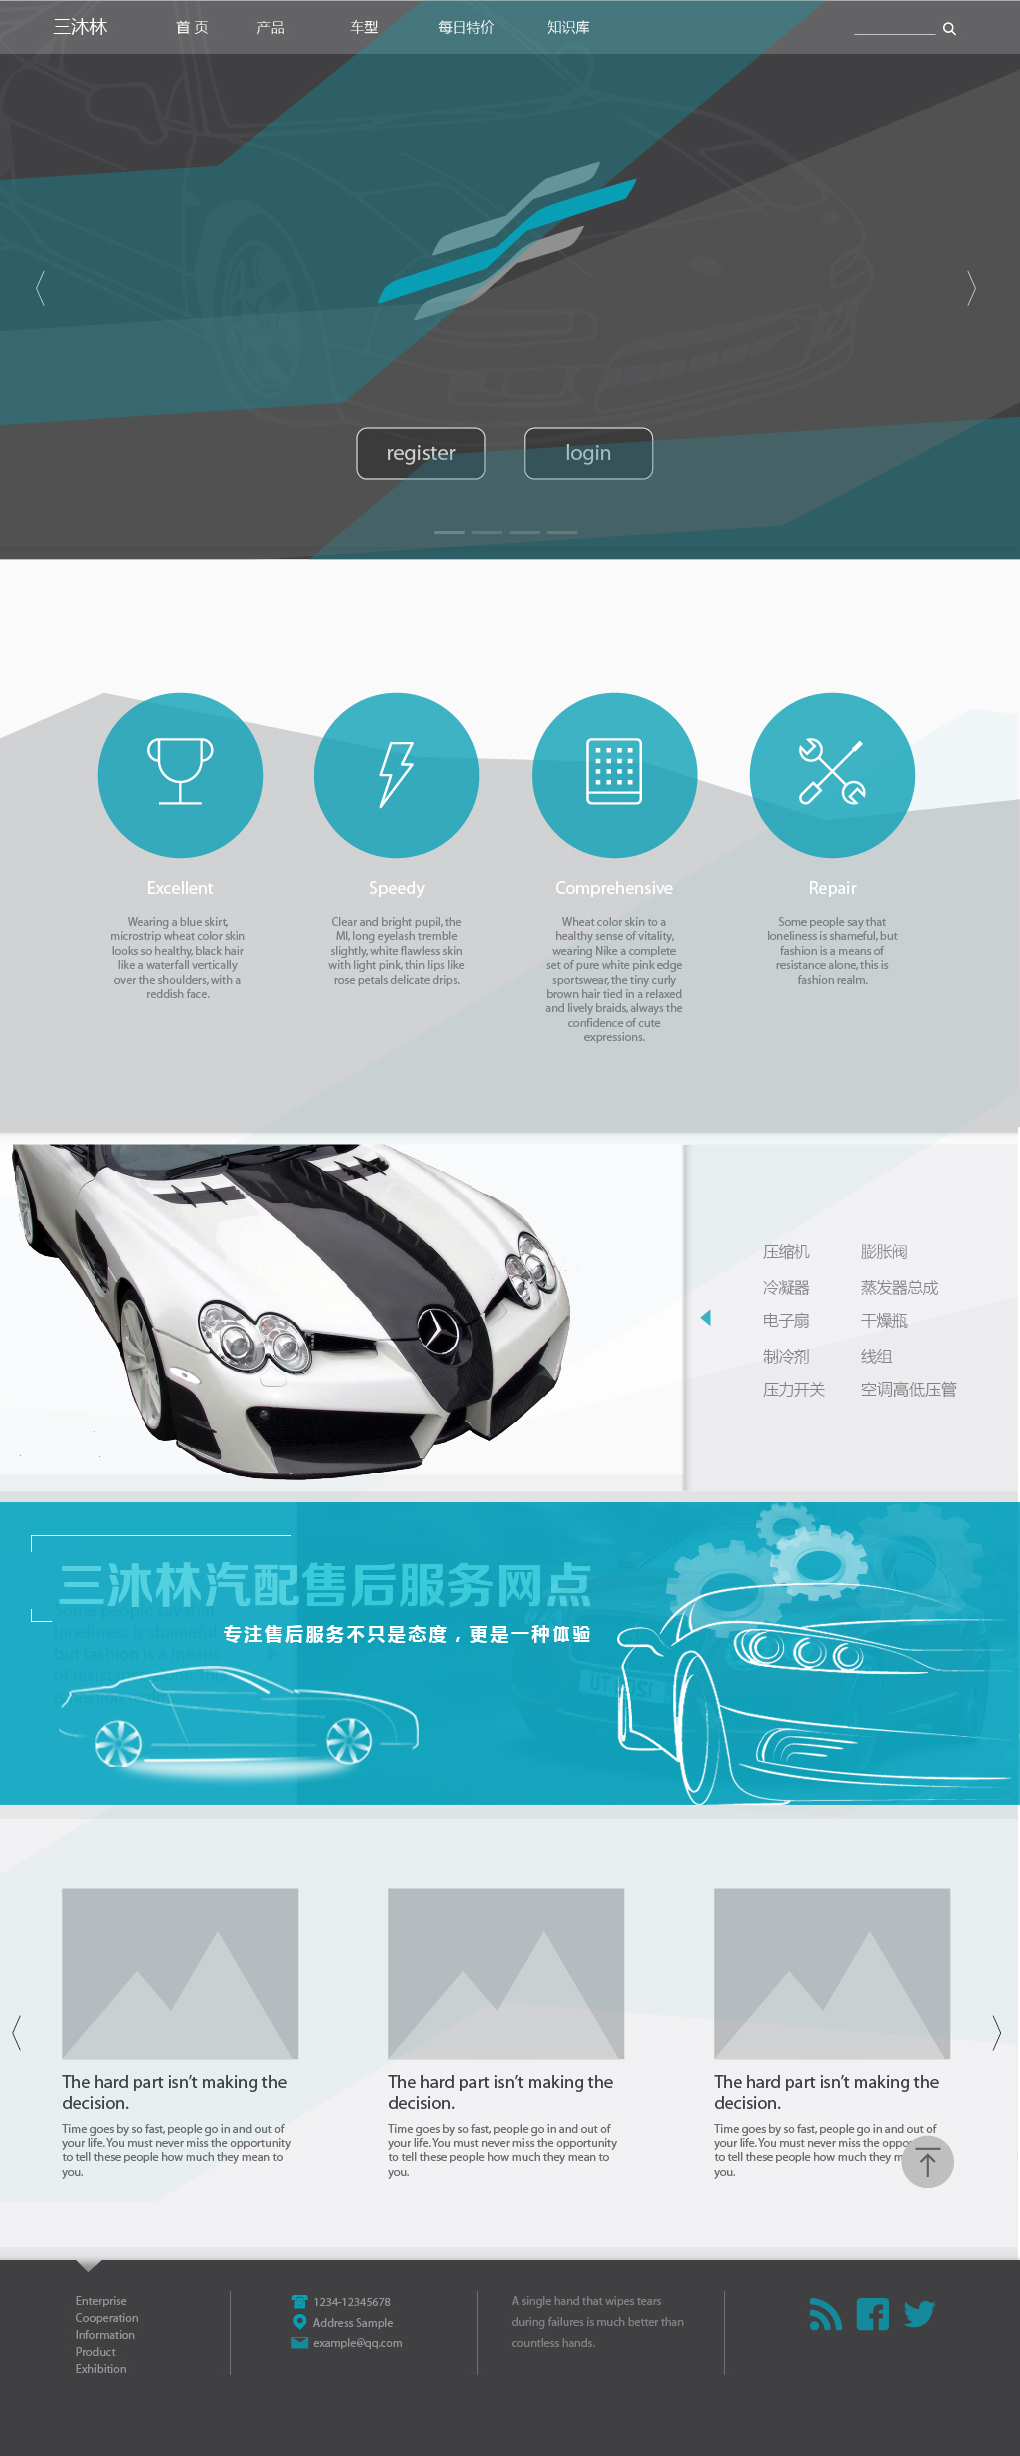 三沐林 首 页 产品 车型 每日特价 知识库
register login
Excellent
Wearing a blue skirt,
microstrip wheat color skin
looks so healthy, black hair
like a waterfall vertically
over the shoulders, with a
reddish face.
Speedy
Clear and bright pupil, the
MI, long eyelash tremble
slightly, white flawless skin
with light pink, thin lips like
rose petals delicate drips.
Comprehensive
Wheat color skin to a
healthy sense of vitality,
wearing Nike a complete
set of pure white pink edge
sportswear, the tiny curly
brown hair tied in a relaxed
and lively braids, always the
confidence of cute
expressions.
Repair
Some people say that
loneliness is shameful, but
fashion is a means of
resistance alone, this is
fashion realm.
压缩机 膨胀阀
冷凝器 蒸发器总成
电子扇 干燥瓶
制冷剂 线组
压力开关 空调高低压管
三沐林汽配售后服务网点
专注售后服务不只是态度，更是一种体验
Some people say that
loneliness is shameful,
but fashion is a means
The hard part isn't making the
decision.
Time goes by so fast, people go in and out of
your life. You must never miss the opportunity
to tell these people how much they mean to
you.
The hard part isn't making the
decision.
Time goes by so fast, people go in and out of
your life. You must never miss the opportunity
to tell these people how much they mean to
you.
The hard part isn't making the
decision.
Time goes by so fast, people go in and out of
your life. You must never miss the
to tell these people how much they
you.
Enterprise
Cooperation
Information
Product
Exhibition
1234-12345678
Address Sample
example@qq.com
A single hand that wipes tears
during failures is much better than
countless hands.